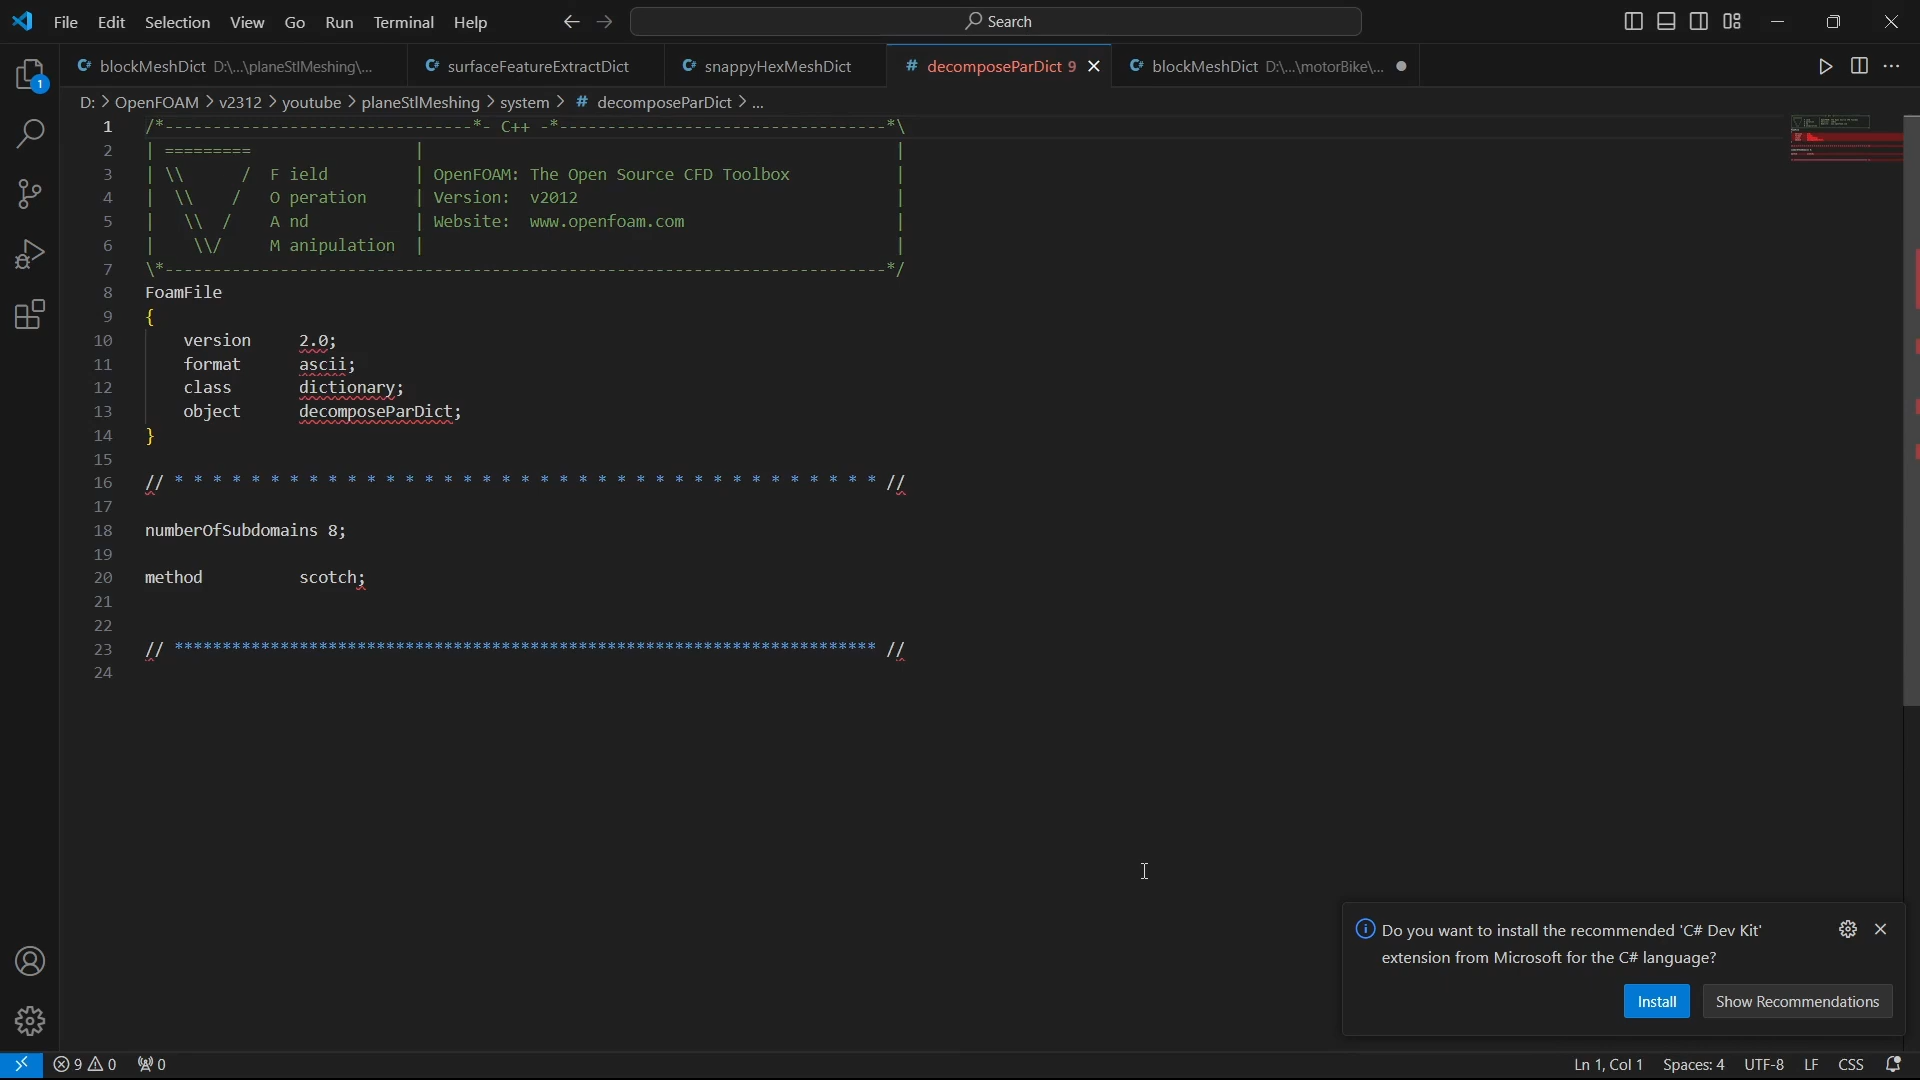 File Edit Selection View Go Run Terminal Help Search
blockMeshDict D:\...\planeStlMeshing\... surfaceFeatureExtractDict snappyHexMeshDict # decomposeParDict 9 blockMeshDict D:\...\motorBike\...
D: > OpenFOAM > v2312 > youtube > planeStlMeshing > system > # decomposeParDict > ...
1 /*--------------------------------*- C++ -*----------------------------------*\
2 | ========= | |
3 | \\ / F ield | OpenFOAM: The Open Source CFD Toolbox |
4 | \\ / O peration | Version: v2012 |
5 | \\ / A nd | Website: www.openfoam.com |
6 | \\/ M anipulation | |
7 \*---------------------------------------------------------------------------*/
8 FoamFile
9 {
10 version 2.0;
11 format ascii;
12 class dictionary;
13 object decomposeParDict;
14 }
15
16 // * * * * * * * * * * * * * * * * * * * * * * * * * * * * * * * * * * * * * //
17
18 numberOfSubdomains 8;
19
20 method scotch;
21
22
23 // ************************************************************************* //
24
Do you want to install the recommended 'C# Dev Kit'
extension from Microsoft for the C# language?
Install Show Recommendations
9 0 0 Ln 1, Col 1 Spaces: 4 UTF-8 LF CSS